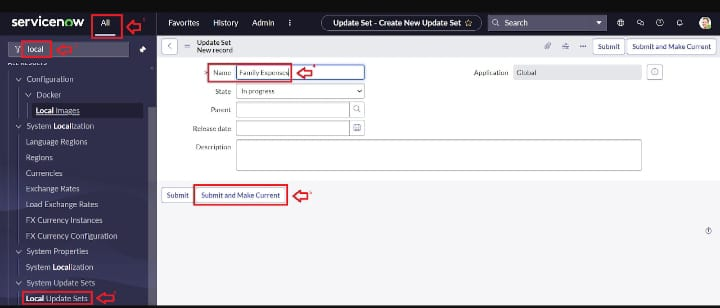 servicenow All Favorites History Admin Update Set - Create New Update Set Search
local
ALL RESULTS
Configuration
Docker
Local Images
System Localization
Language Regions
Regions
Currencies
Exchange Rates
Load Exchange Rates
FX Currency Instances
FX Currency Configuration
System Properties
System Localization
System Update Sets
Local Update Sets
Update Set
New record
Submit Submit and Make Current
Name Family Expenses
Application Global
State In progress
Parent
Release date
Description
Submit Submit and Make Current